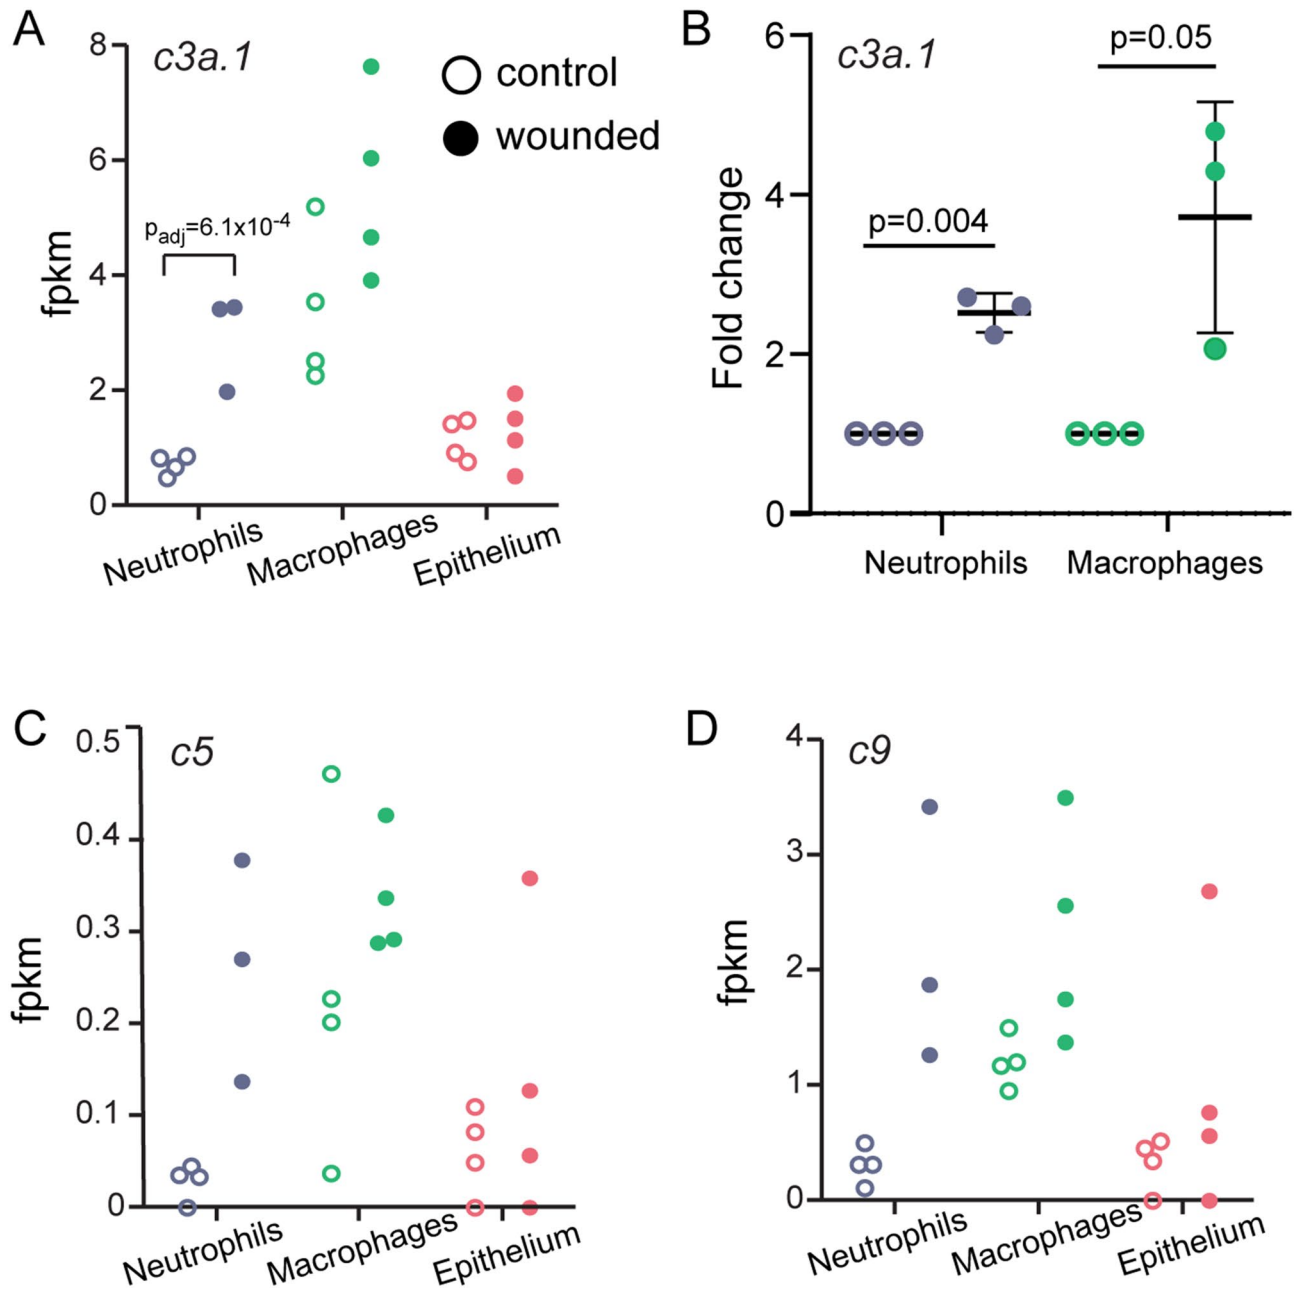 A
c3a.1
control
wounded
padj=6.1x10-4
fpkm
8
6
4
2
0
Neutrophils
Macrophages
Epithelium
B
c3a.1
p=0.05
p=0.004
Fold change
6
4
2
0
Neutrophils
Macrophages
C
c5
fpkm
0.5
0.4
0.3
0.2
0.1
0
Neutrophils
Macrophages
Epithelium
D
c9
fpkm
4
3
2
1
0
Neutrophils
Macrophages
Epithelium